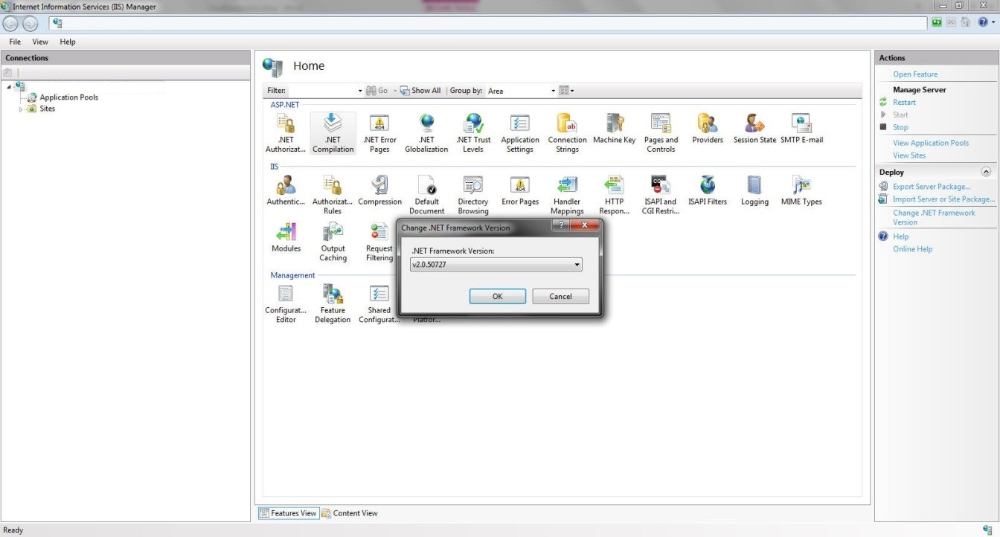 Internet Information Services (IIS) Manager
File View Help
Connections
Application Pools
Sites
Home
Filter: Go Show All Group by: Area
ASP.NET
.NET Authorizat...
.NET Compilation
.NET Error Pages
.NET Globalization
.NET Trust Levels
Application Settings
Connection Strings
Machine Key
Pages and Controls
Providers
Session State
SMTP E-mail
IIS
Authentic...
Authorizat... Rules
Compression
Default Document
Directory Browsing
Error Pages
Handler Mappings
HTTP Respon...
ISAPI and CGI Restri...
ISAPI Filters
Logging
MIME Types
Modules
Output Caching
Request Filtering
Management
Configurat... Editor
Feature Delegation
Shared Configurat...
Platfor...
Change .NET Framework Version
.NET Framework Version:
v2.0.50727
OK Cancel
Features View Content View
Actions
Open Feature
Manage Server
Restart
Start
Stop
View Application Pools
View Sites
Deploy
Export Server Package...
Import Server or Site Package...
Change .NET Framework
Version
Help
Online Help
Ready